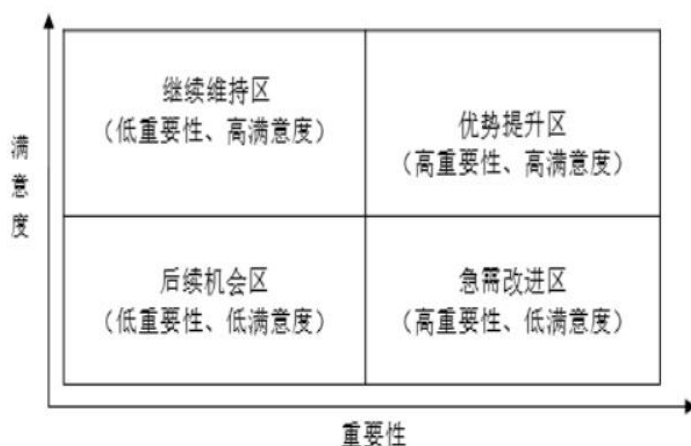 继续维持区
（低重要性、高满意度）
优势提升区
（高重要性、高满意度）
满意度
后续机会区
（低重要性、低满意度）
急需改进区
（高重要性、低满意度）
重要性